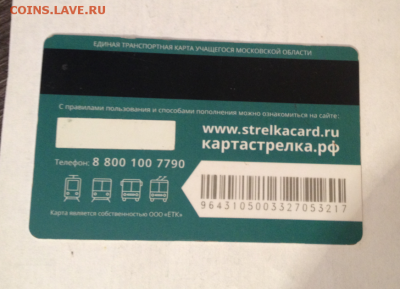 COINS.LAVE.RU
ЕДИНАЯ ТРАНСПОРТНАЯ КАРТА УЧАЩЕГОСЯ МОСКОВСКОЙ ОБЛАСТИ
С правилами пользования и способами пополнения можно ознакомиться на сайте:
www.strelkacard.ru
картастрелка.рф
Телефон: 8 800 100 7790
9643105003327053217
Карта является собственностью ООО «ЕТК»